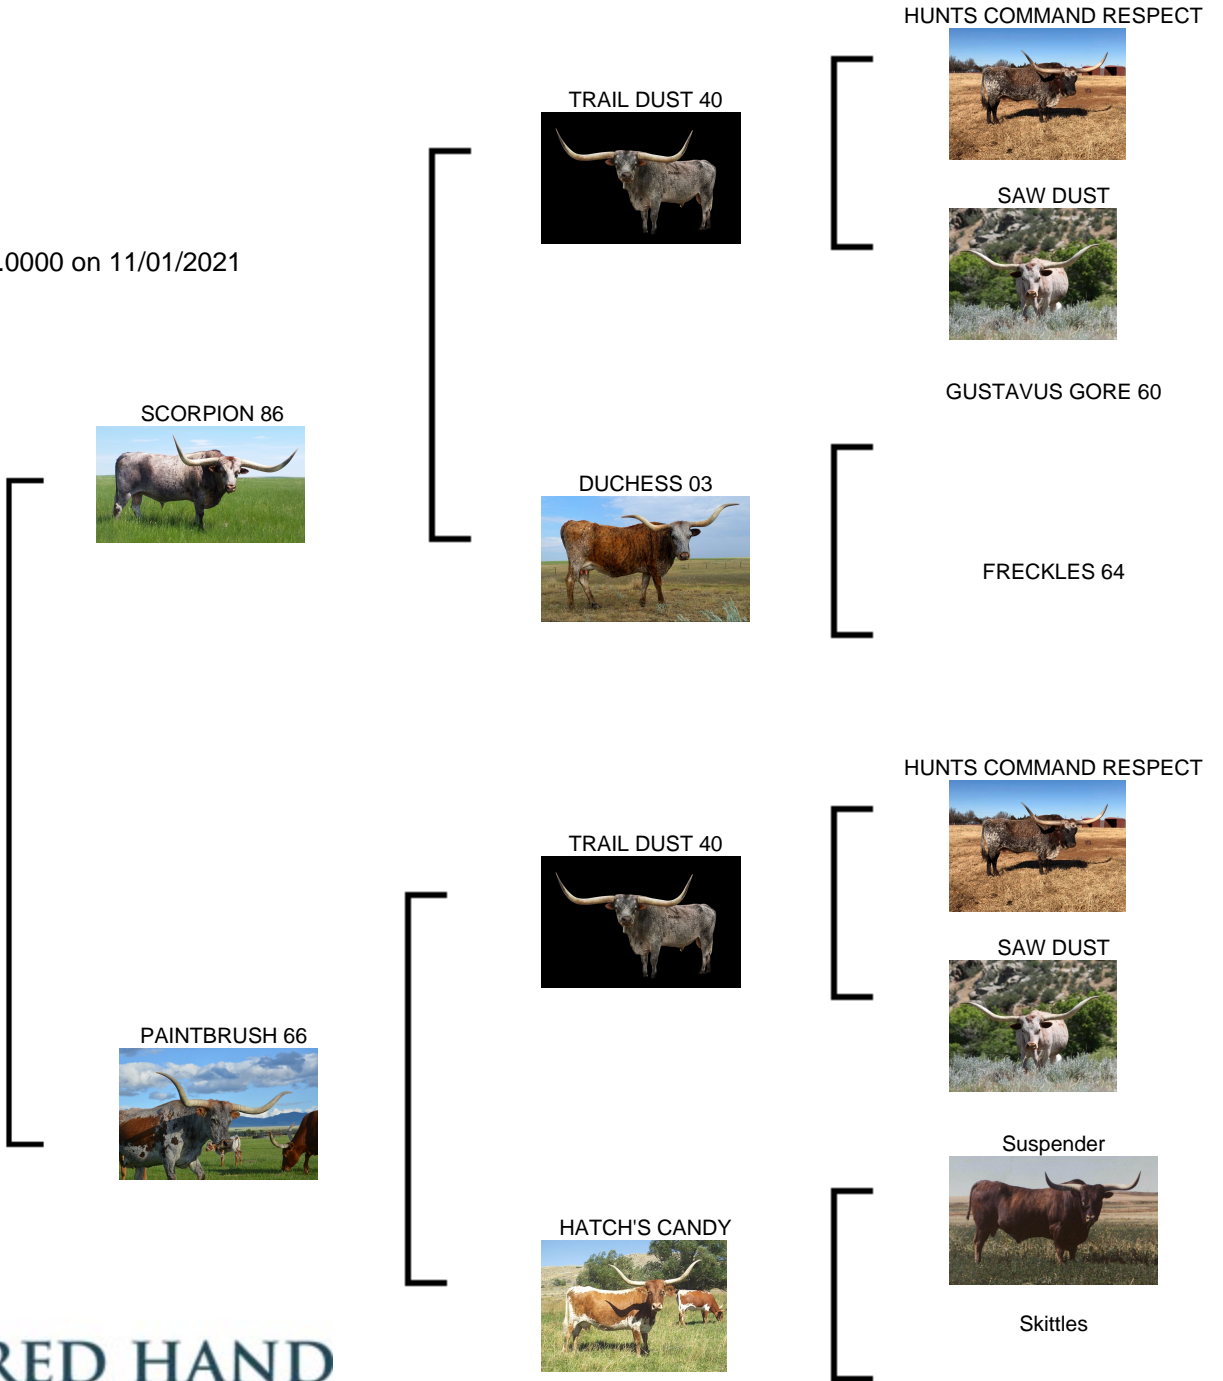 HUNTS COMMAND RESPECT
TRAIL DUST 40
SAW DUST
.0000 on 11/01/2021
GUSTAVUS GORE 60
SCORPION 86
DUCHESS 03
FRECKLES 64
HUNTS COMMAND RESPECT
TRAIL DUST 40
SAW DUST
PAINTBRUSH 66
Suspender
HATCH'S CANDY
Skittles
RED HAND